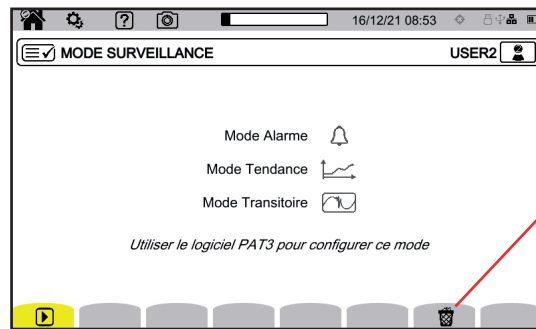 16/12/21 08:53
MODE SURVEILLANCE USER2
Mode Alarme
Mode Tendance
Mode Transitoire
Utiliser le logiciel PAT3 pour configurer ce mode